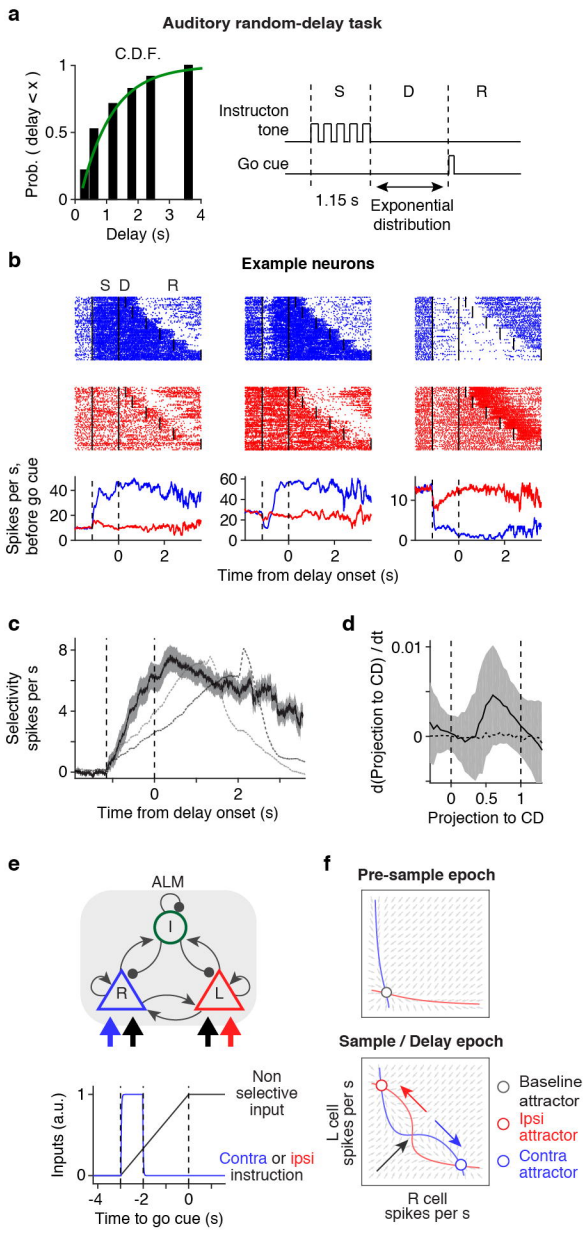 a
Auditory random-delay task
C.D.F.
Prob. ( delay < x )
1
0.5
0
0 1 2 3 4
Delay (s)
S D R
Instructon
tone
Go cue
1.15 s
Exponential
distribution
b
Example neurons
S D R
Spikes per s,
before go cue
40
20
0
0 2
60
40
20
0
0 2
10
0
0 2
Time from delay onset (s)
c
Selectivity
spikes per s
8
4
0
0 2
Time from delay onset (s)
d
d(Projection to CD) / dt
0.01
0
0 0.5 1
Projection to CD
e
ALM
I
R L
Inputs (a.u.)
1
0
-4 -2 0
Time to go cue (s)
Non
selective
input
Contra or ipsi
instruction
f
Pre-sample epoch
Sample / Delay epoch
L cell
spikes per s
R cell
spikes per s
Baseline
attractor
Ipsi
attractor
Contra
attractor